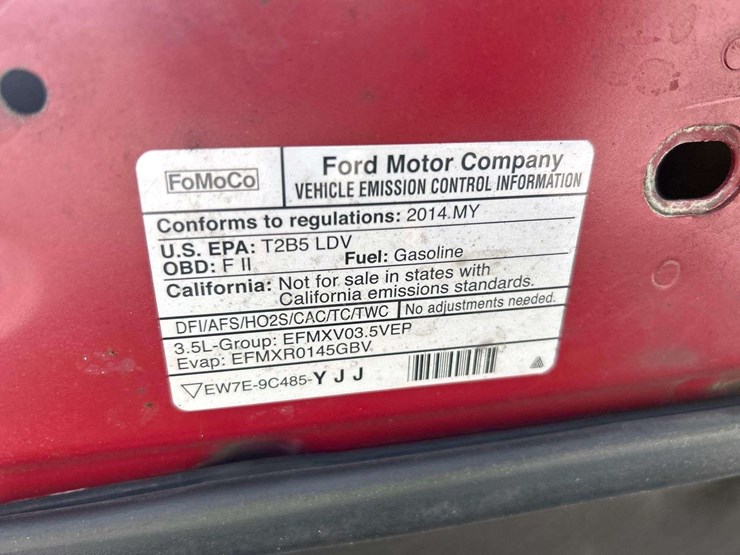 FoMoCo
Ford Motor Company
VEHICLE EMISSION CONTROL INFORMATION
Conforms to regulations: 2014 MY
U.S. EPA: T2B5 LDV
OBD: F II Fuel: Gasoline
California: Not for sale in states with
California emissions standards.
DFI/AFS/HO2S/CAC/TC/TWC No adjustments needed.
3.5L-Group: EFMXV03.5VEP
Evap: EFMXR0145GBV
EW7E-9C485-Y J J